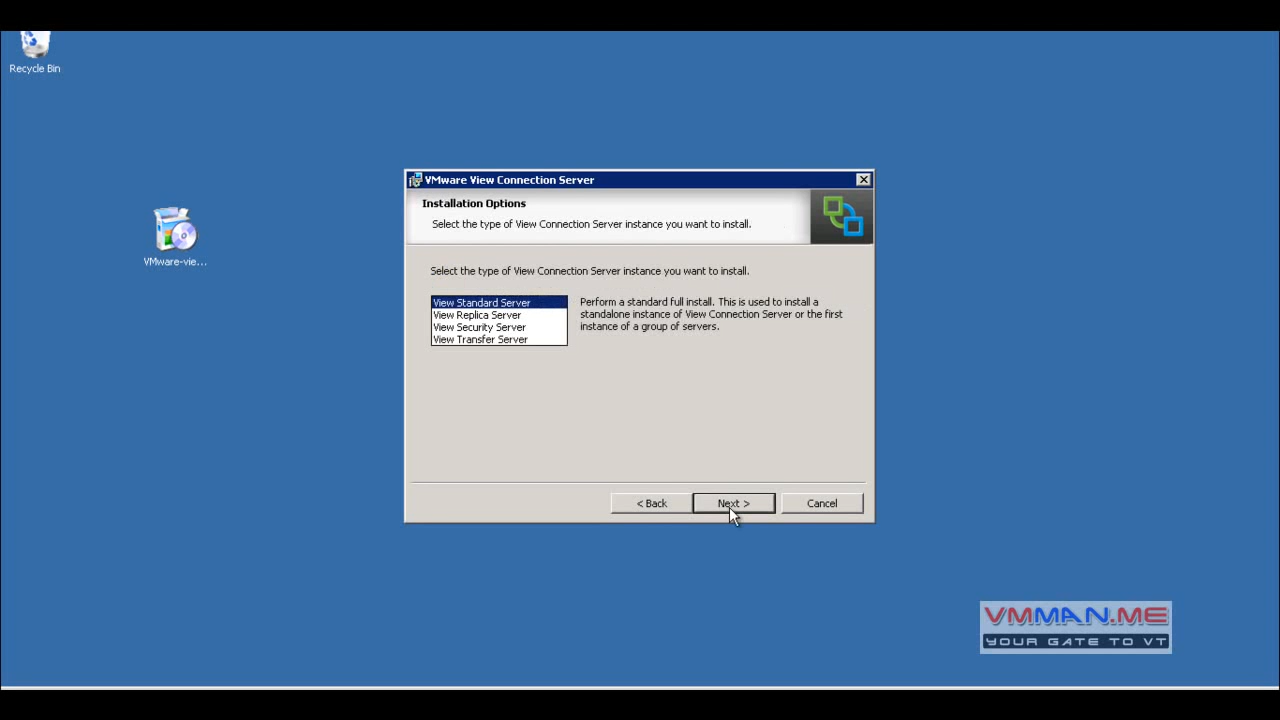 Recycle Bin
VMware-vie...
VMware View Connection Server
Installation Options
Select the type of View Connection Server instance you want to install.
Select the type of View Connection Server instance you want to install.
View Standard Server
View Replica Server
View Security Server
View Transfer Server
Perform a standard full install. This is used to install a
standalone instance of View Connection Server or the first
instance of a group of servers.
< Back
Next >
Cancel
VMMAN.ME
YOUR GATE TO VT